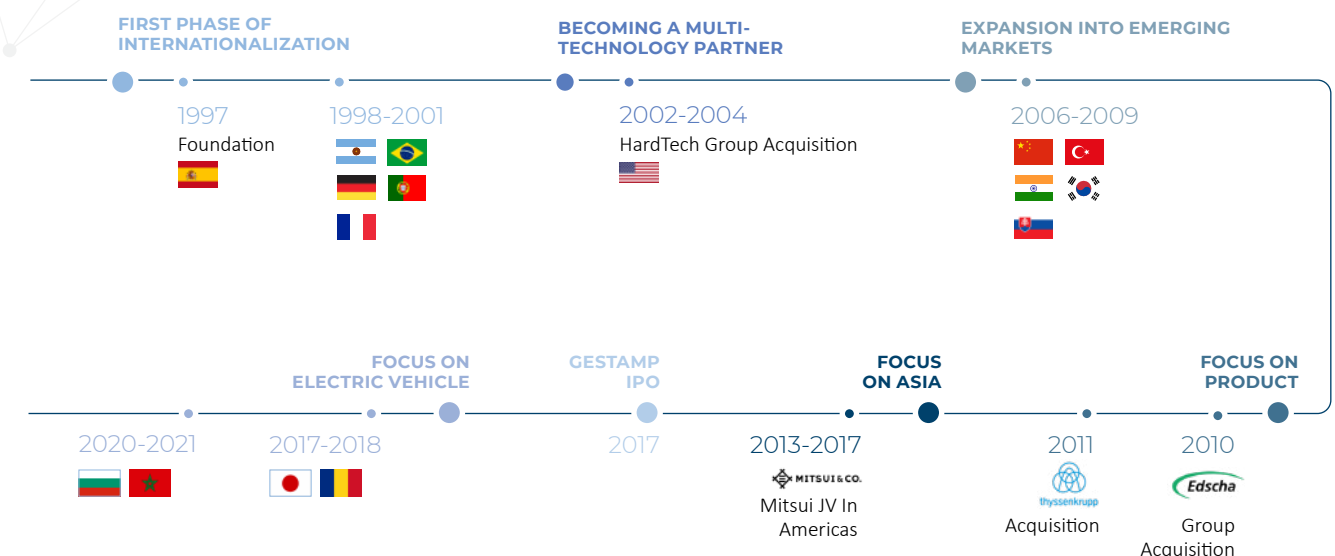 FIRST PHASE OF
INTERNATIONALIZATION
BECOMING A MULTI-
TECHNOLOGY PARTNER
EXPANSION INTO EMERGING
MARKETS
1997
Foundation
1998-2001
2002-2004
HardTech Group Acquisition
2006-2009
FOCUS ON
PRODUCT
FOCUS
ON ASIA
GESTAMP
IPO
FOCUS ON
ELECTRIC VEHICLE
2010
Edscha
Group
Acquisition
2011
thyssenkrupp
Acquisition
2013-2017
MITSUI & CO.
Mitsui JV In
Americas
2017
2017-2018
2020-2021